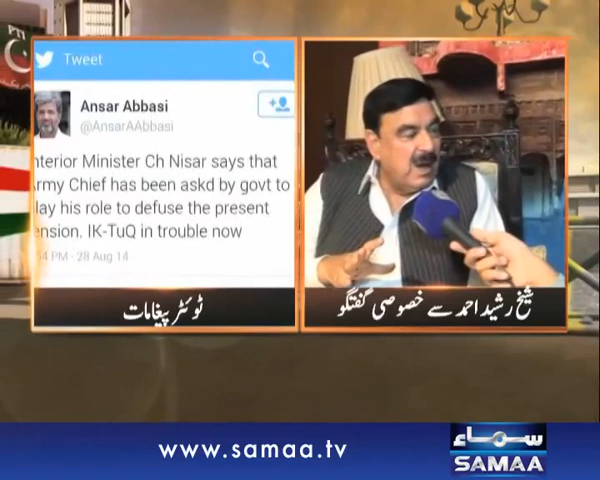 PTI
Tweet
Ansar Abbasi
@AnsarAAbbasi
nterior Minister Ch Nisar says that
rmy Chief has been askd by govt to
lay his role to defuse the present
ension. IK-TuQ in trouble now
54 PM - 28 Aug 14
ٹوئٹر پیغامات
شیخ رشید احمد سے خصوصی گفتگو
www.samaa.tv
سماء
SAMAA